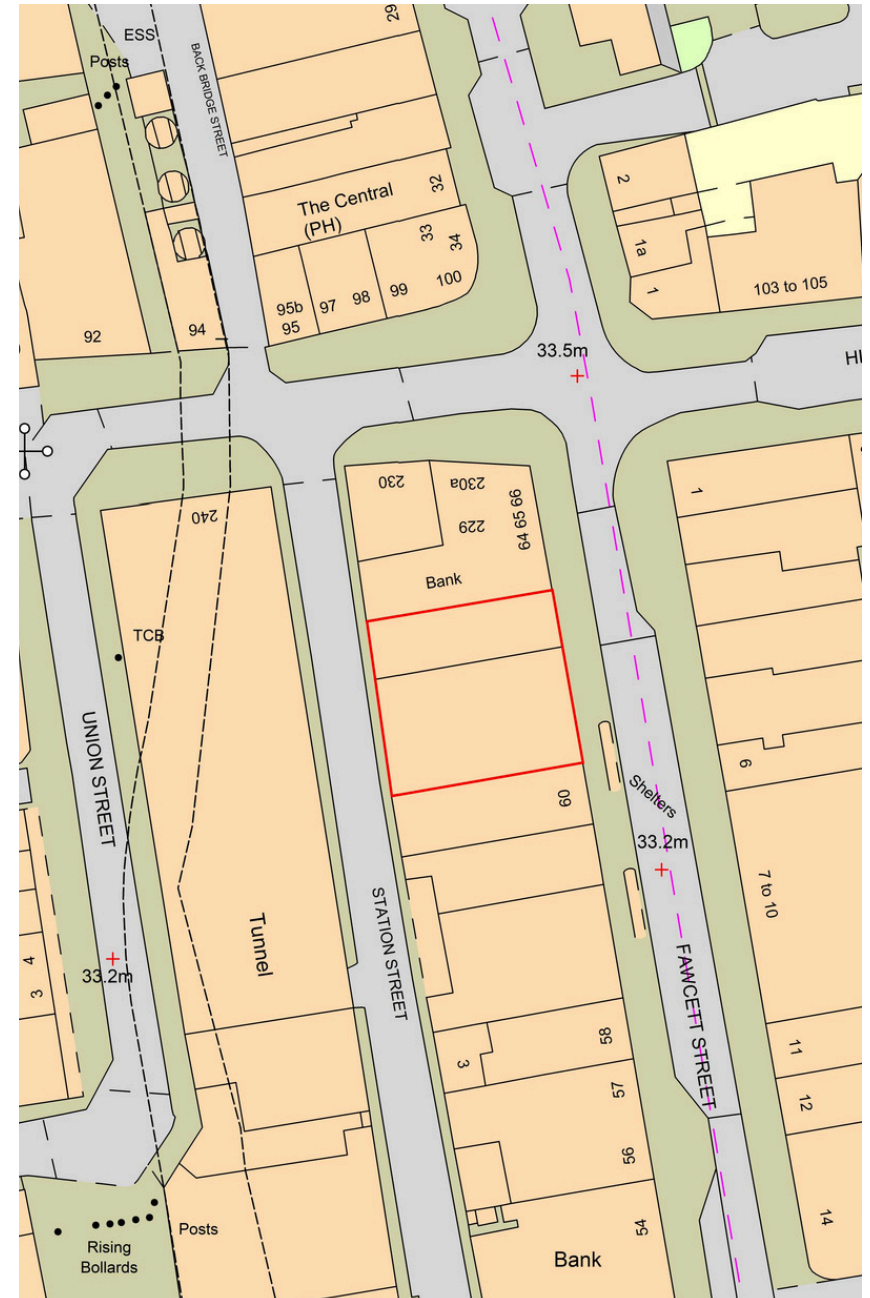 ESS
29
Posts
BACK BRIDGE STREET
The Central
(PH)
32
33
34
2
1a
1
95b
95
97
98
99
100
103 to 105
92
94
33.5m
230
230a
229
64 65 66
1
240
Bank
TCB
UNION STREET
6
60
Shelters
33.2m
7 to 10
STATION STREET
Tunnel
FAWCETT STREET
4
3
33.2m
58
11
3
57
12
56
54
14
Posts
Rising
Bollards
Bank